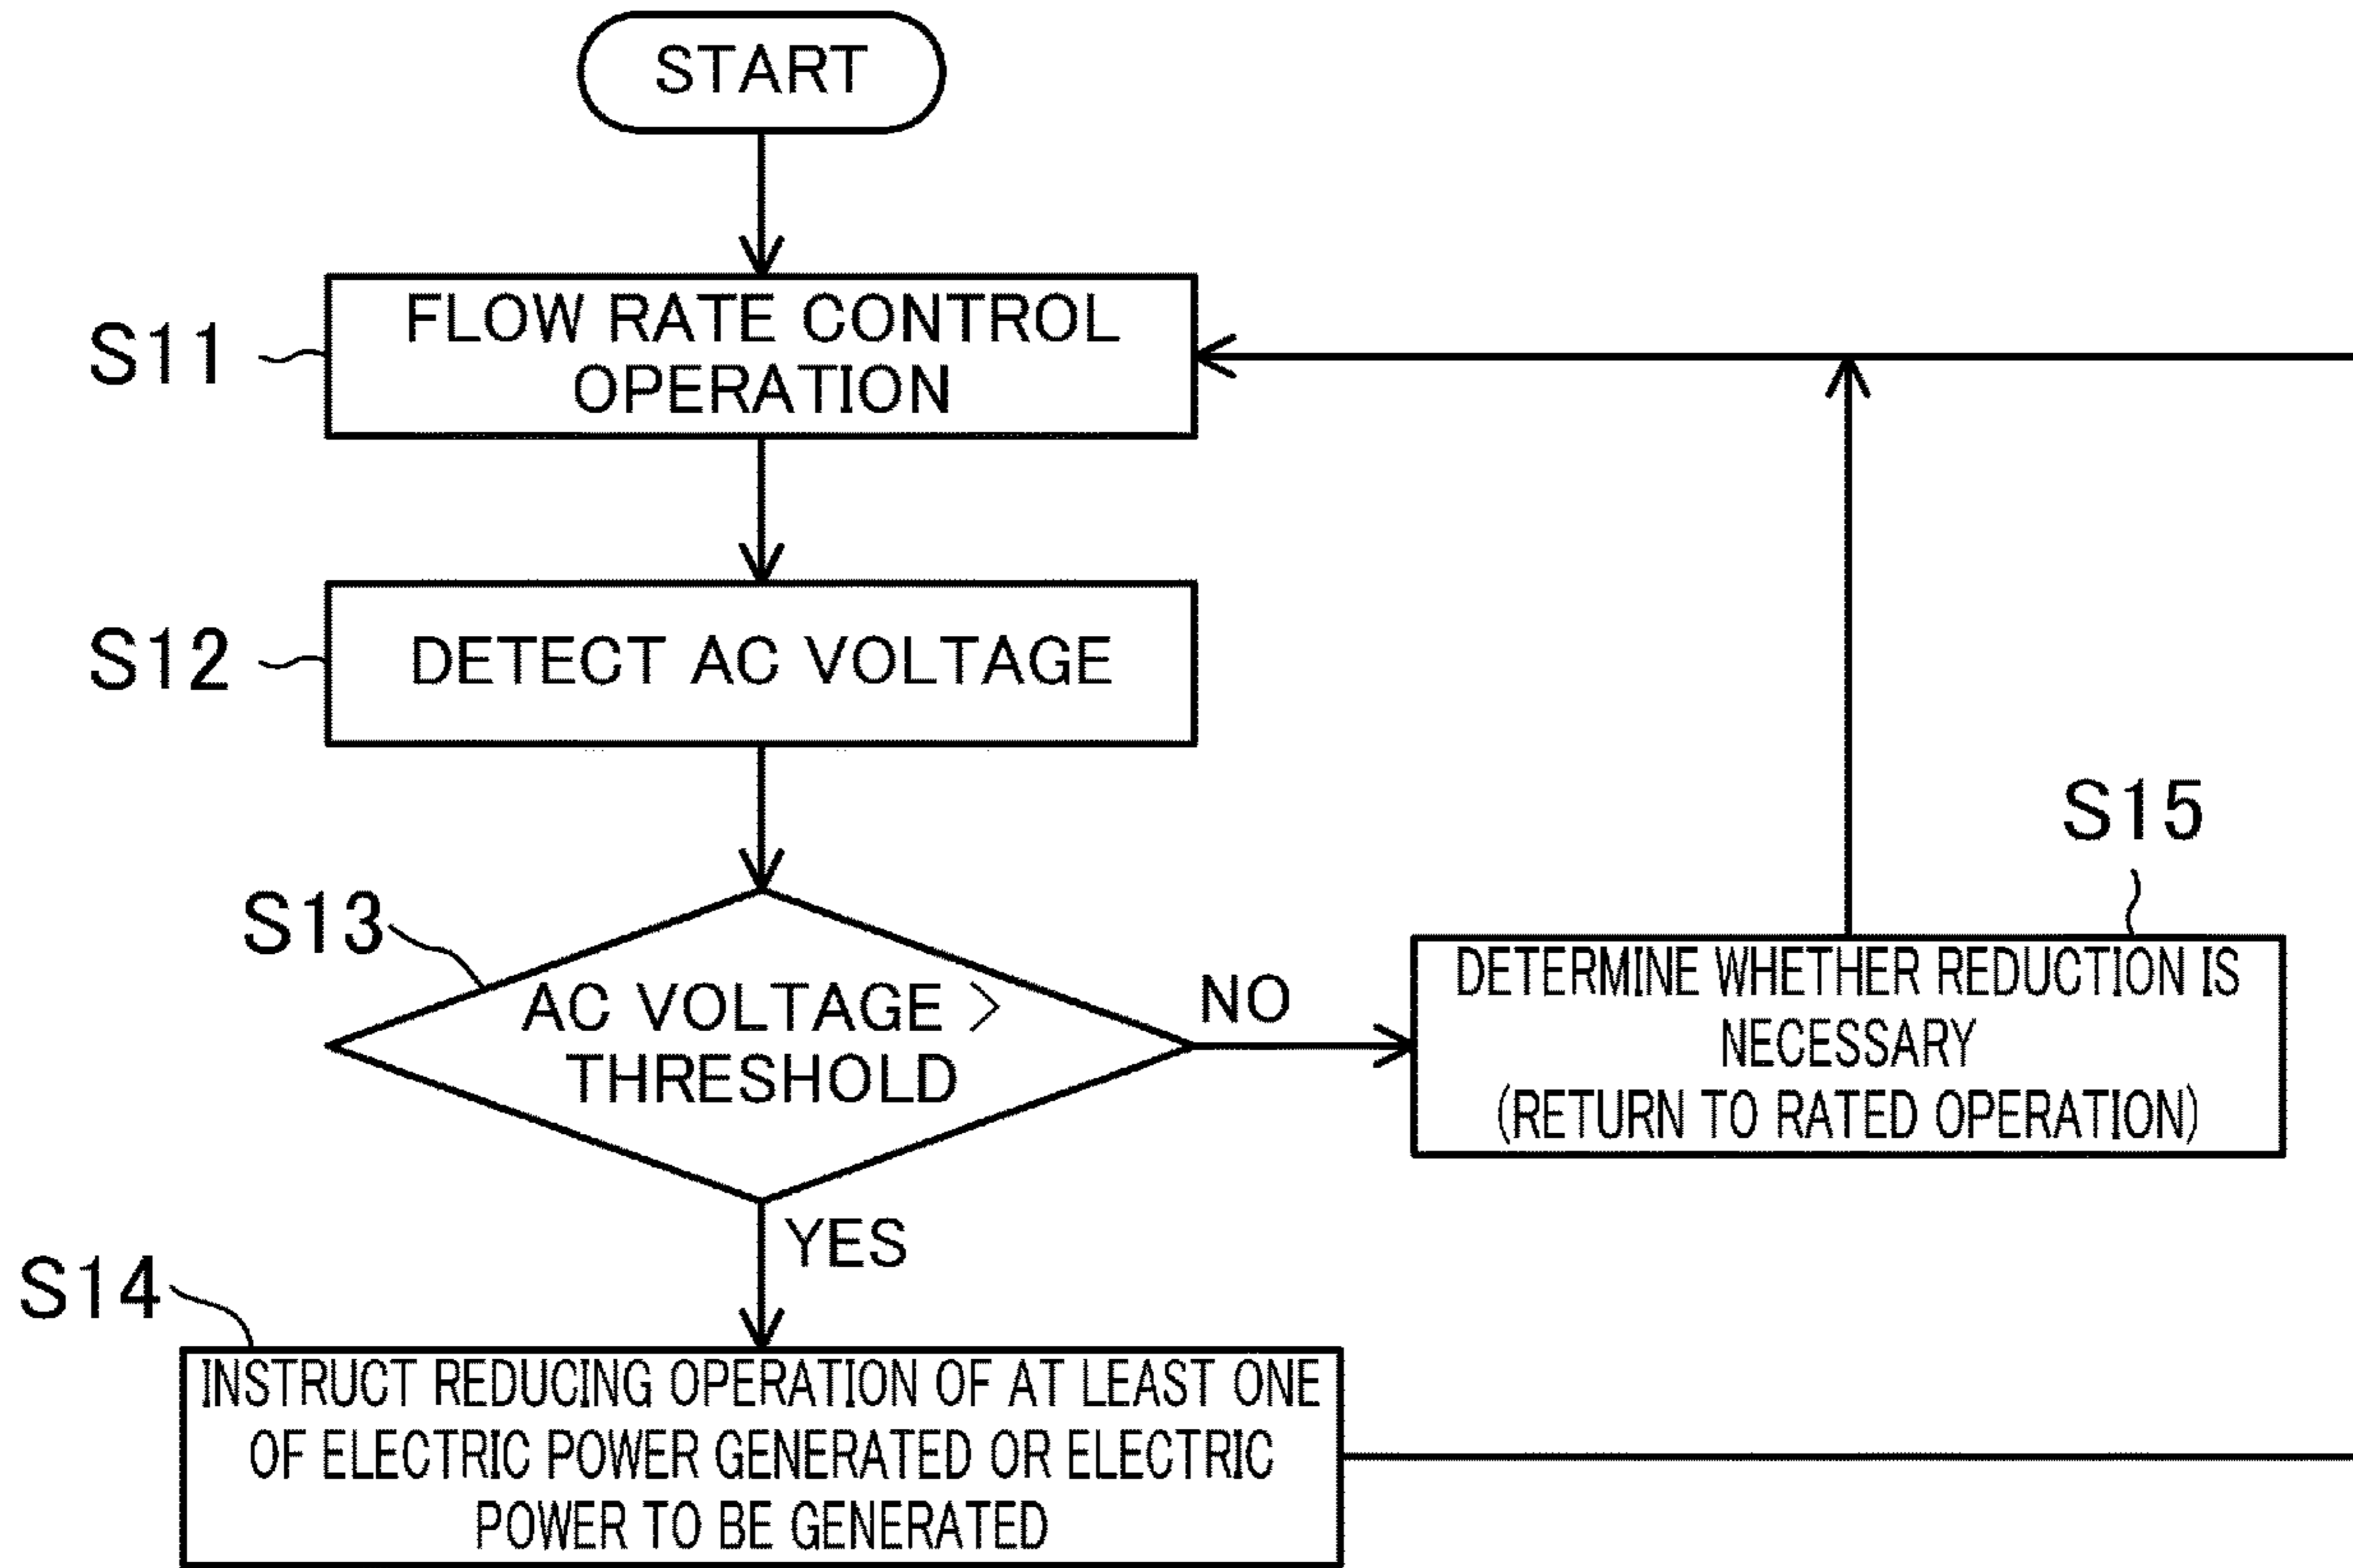 START
S11
FLOW RATE CONTROL
OPERATION
S12
DETECT AC VOLTAGE
S13
AC VOLTAGE >
THRESHOLD
NO
S15
DETERMINE WHETHER REDUCTION IS
NECESSARY
(RETURN TO RATED OPERATION)
YES
S14
INSTRUCT REDUCING OPERATION OF AT LEAST ONE
OF ELECTRIC POWER GENERATED OR ELECTRIC
POWER TO BE GENERATED